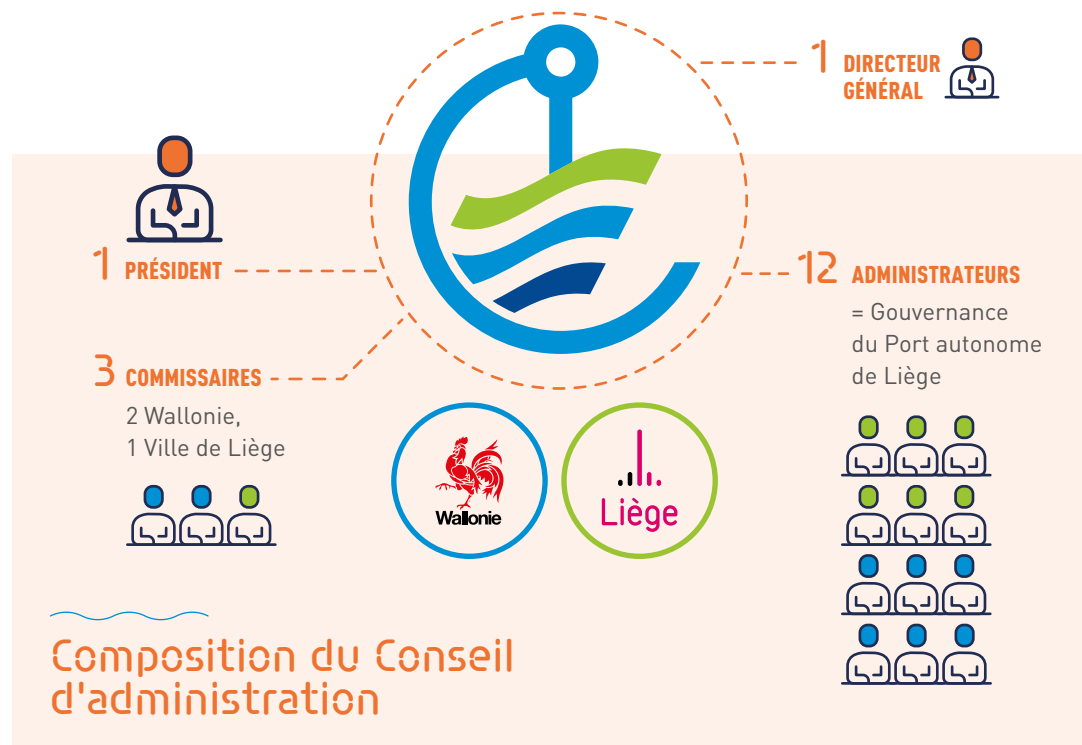 1 DIRECTEUR
GÉNÉRAL
1 PRÉSIDENT
12 ADMINISTRATEURS
= Gouvernance
du Port autonome
de Liège
3 COMMISSAIRES
2 Wallonie,
1 Ville de Liège
Wallonie
Liège
Composition du Conseil
d'administration